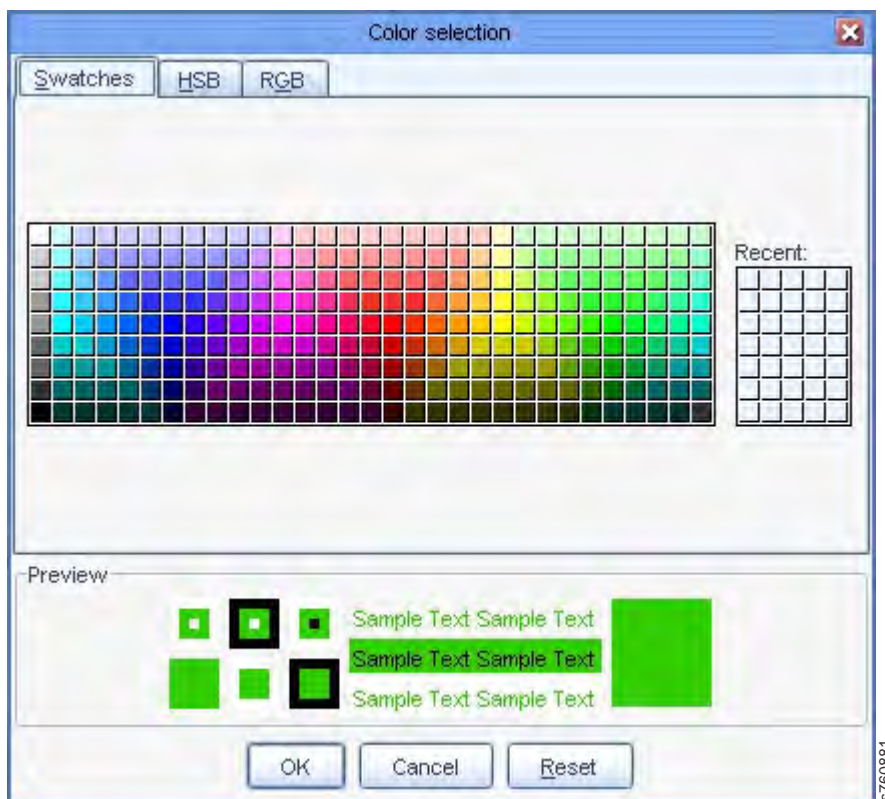 Color selection
Swatches HSB RGB
Recent:
Preview
Sample Text Sample Text
Sample Text Sample Text
Sample Text Sample Text
OK Cancel Reset